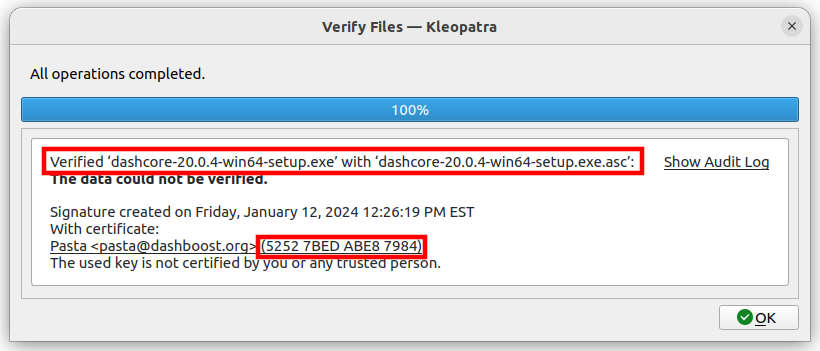 Verify Files — Kleopatra
All operations completed.
100%
Verified ‘dashcore-20.0.4-win64-setup.exe’ with ‘dashcore-20.0.4-win64-setup.exe.asc’:
Show Audit Log
The data could not be verified.
Signature created on Friday, January 12, 2024 12:26:19 PM EST
With certificate:
Pasta <pasta@dashboost.org> (5252 7BED ABE8 7984)
The used key is not certified by you or any trusted person.
OK